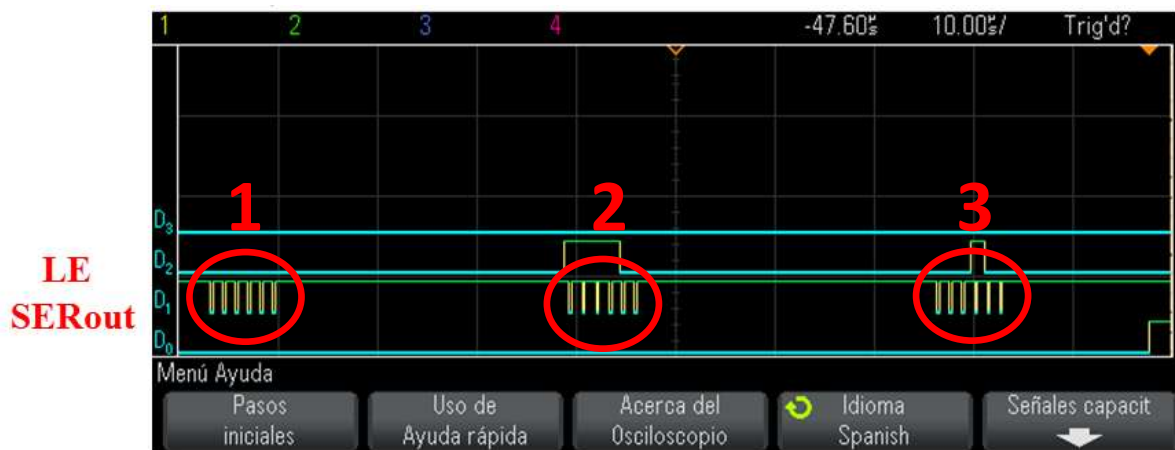 1 2 3 4 -47.60µs 10.00µs/ Trig'd?
1 2 3
D3
D2
D1
D0
LE
SERout
Menú Ayuda
Pasos iniciales
Uso de Ayuda rápida
Acerca del Osciloscopio
Idioma Spanish
Señales capacit